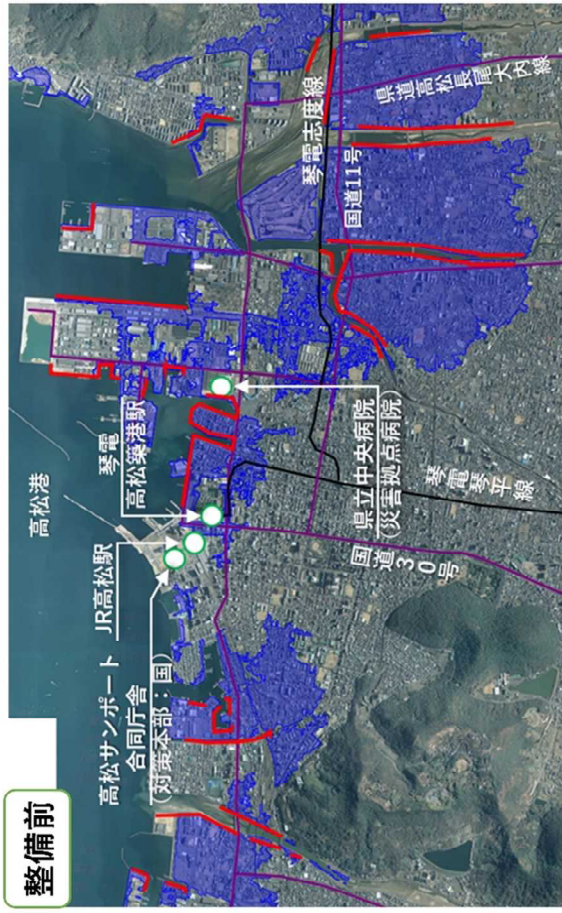 整備前
高松港
高松サンポート
合同庁舎
(対策本部:国)
JR高松駅
琴電
高松築港駅
県立中央病院
(災害拠点病院)
国道30号
琴電琴平線
琴電志度線
国道11号
県道高松長尾大内線